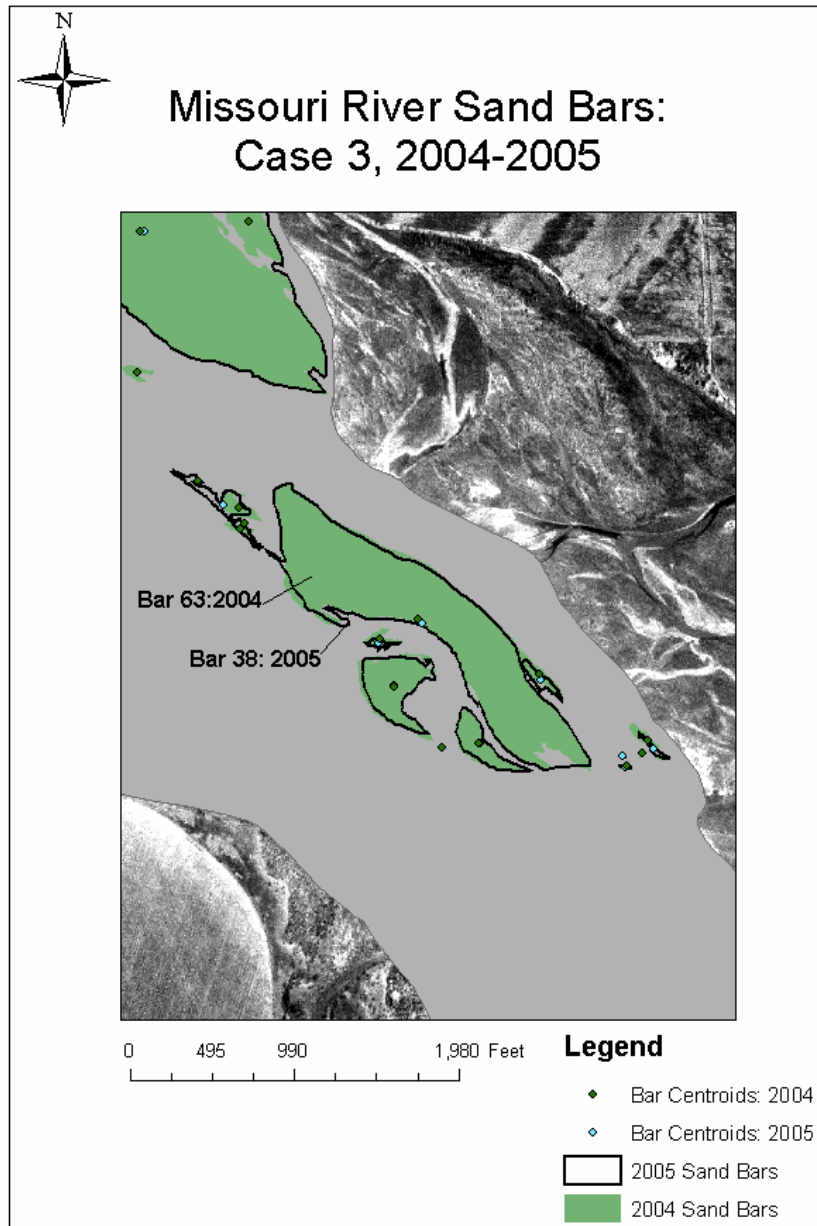 N
Missouri River Sand Bars:
Case 3, 2004-2005
Bar 63:2004
Bar 38: 2005
0 495 990 1,980 Feet
Legend
Bar Centroids: 2004
Bar Centroids: 2005
2005 Sand Bars
2004 Sand Bars